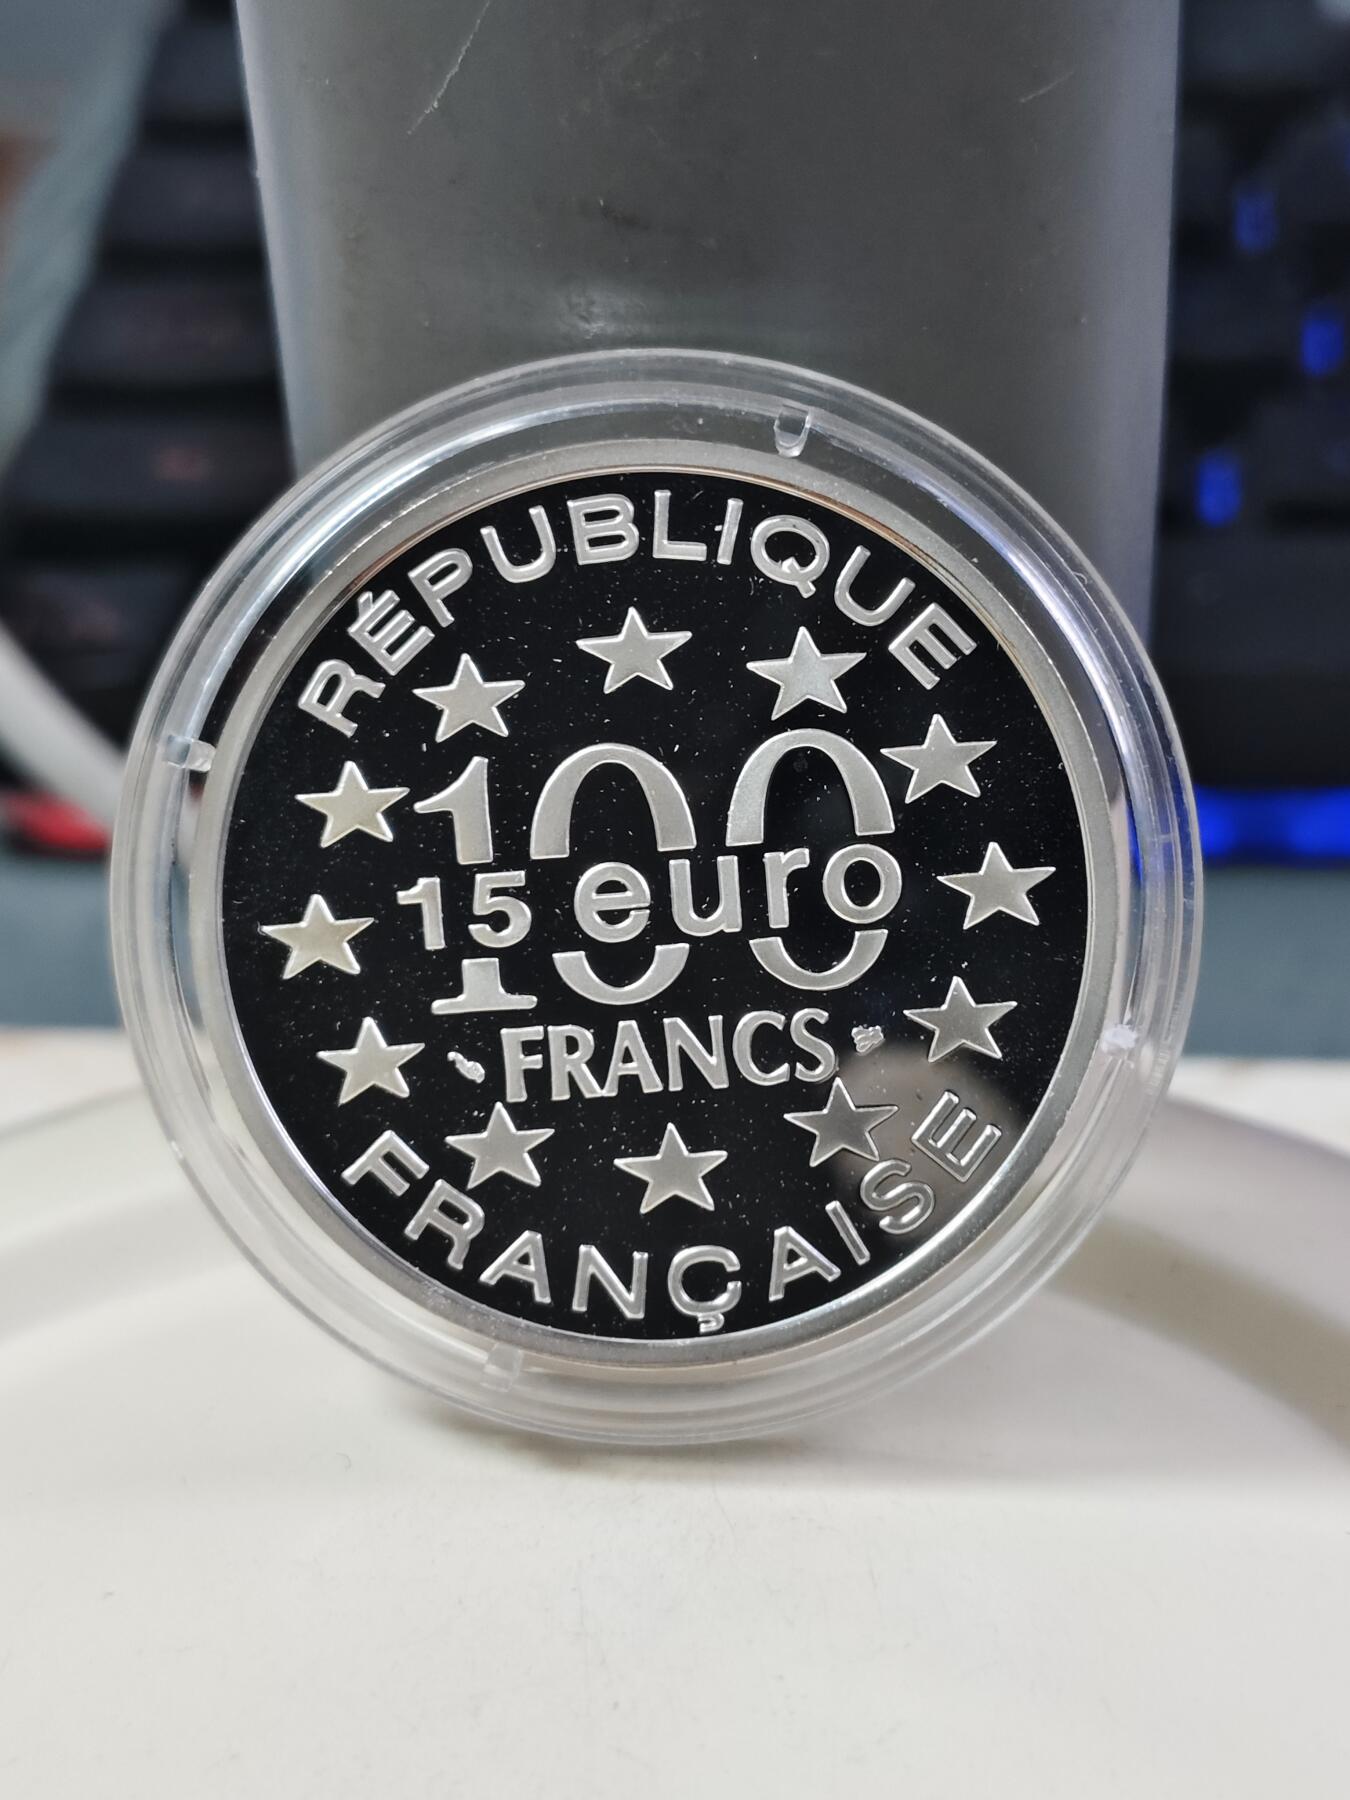 RÉPUBLIQUE
100
15 euro
FRANCS
FRANÇAISE